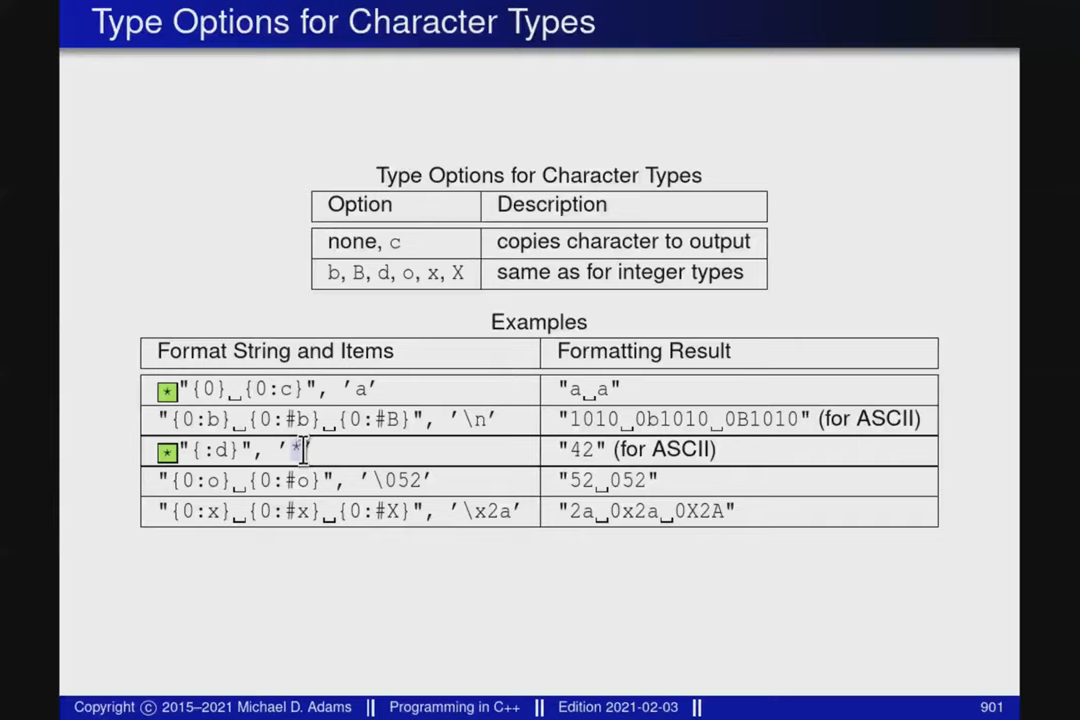 Type Options for Character Types
Type Options for Character Types
Option Description
none, c copies character to output
b, B, d, o, x, X same as for integer types
Examples
Format String and Items Formatting Result
* "{0}␣{0:c}", 'a' "a␣a"
"{0:b}␣{0:#b}␣{0:#B}", '\n' "1010␣0b1010␣0B1010" (for ASCII)
* "{:d}", '*' "42" (for ASCII)
"{0:o}␣{0:#o}", '\052' "52␣052"
"{0:x}␣{0:#x}␣{0:#X}", '\x2a' "2a␣0x2a␣0X2A"
Copyright © 2015–2021 Michael D. Adams Programming in C++ Edition 2021-02-03 901